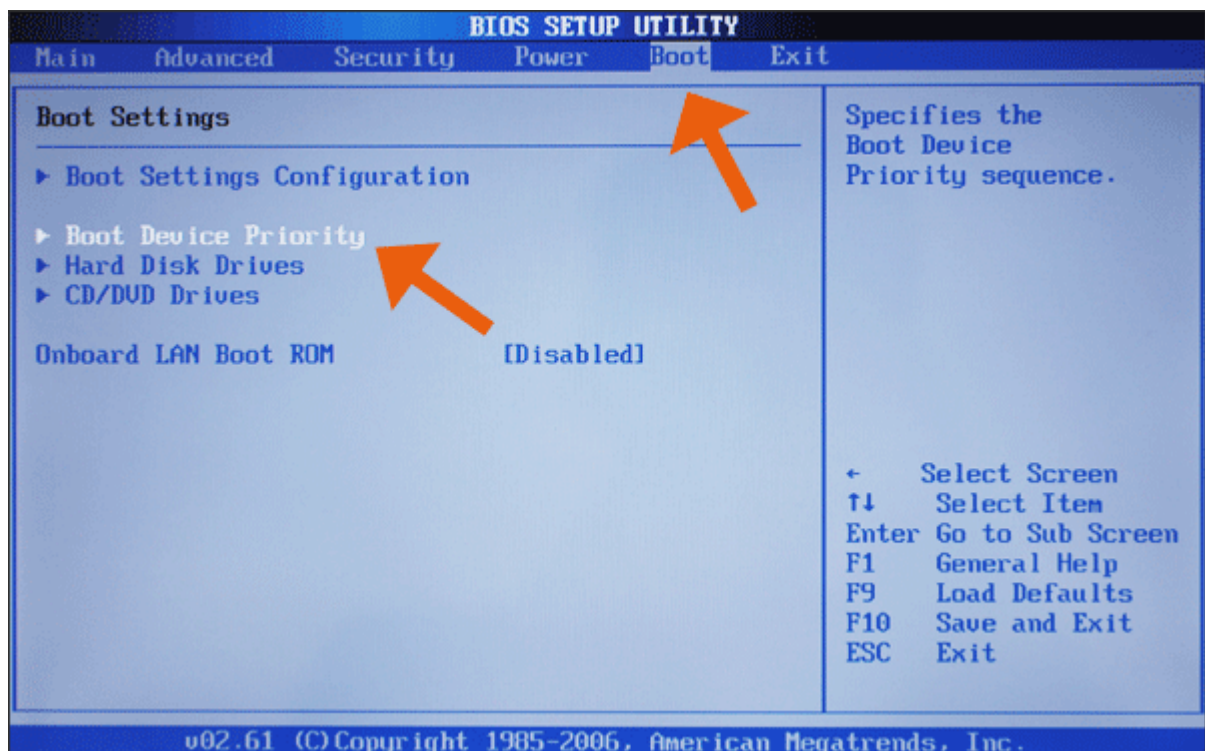 BIOS SETUP UTILITY
Main Advanced Security Power Boot Exit
Boot Settings
▶ Boot Settings Configuration
▶ Boot Device Priority
▶ Hard Disk Drives
▶ CD/DVD Drives
Onboard LAN Boot ROM [Disabled]
Specifies the
Boot Device
Priority sequence.
← Select Screen
↑↓ Select Item
Enter Go to Sub Screen
F1 General Help
F9 Load Defaults
F10 Save and Exit
ESC Exit
v02.61 (C)Copyright 1985-2006, American Megatrends, Inc.